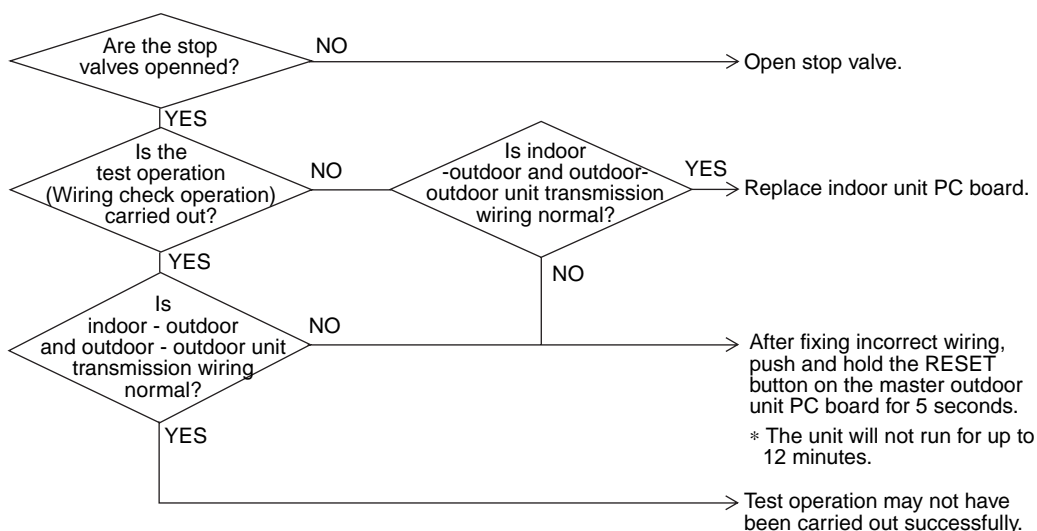 Are the stop
valves openned?
NO
Open stop valve.
YES
Is the
test operation
(Wiring check operation)
carried out?
NO
Is indoor
-outdoor and outdoor-
outdoor unit transmission
wiring normal?
YES
Replace indoor unit PC board.
YES
NO
Is
indoor - outdoor
and outdoor - outdoor unit
transmission wiring
normal?
NO
After fixing incorrect wiring,
push and hold the RESET
button on the master outdoor
unit PC board for 5 seconds.
* The unit will not run for up to
12 minutes.
YES
Test operation may not have
been carried out successfully.